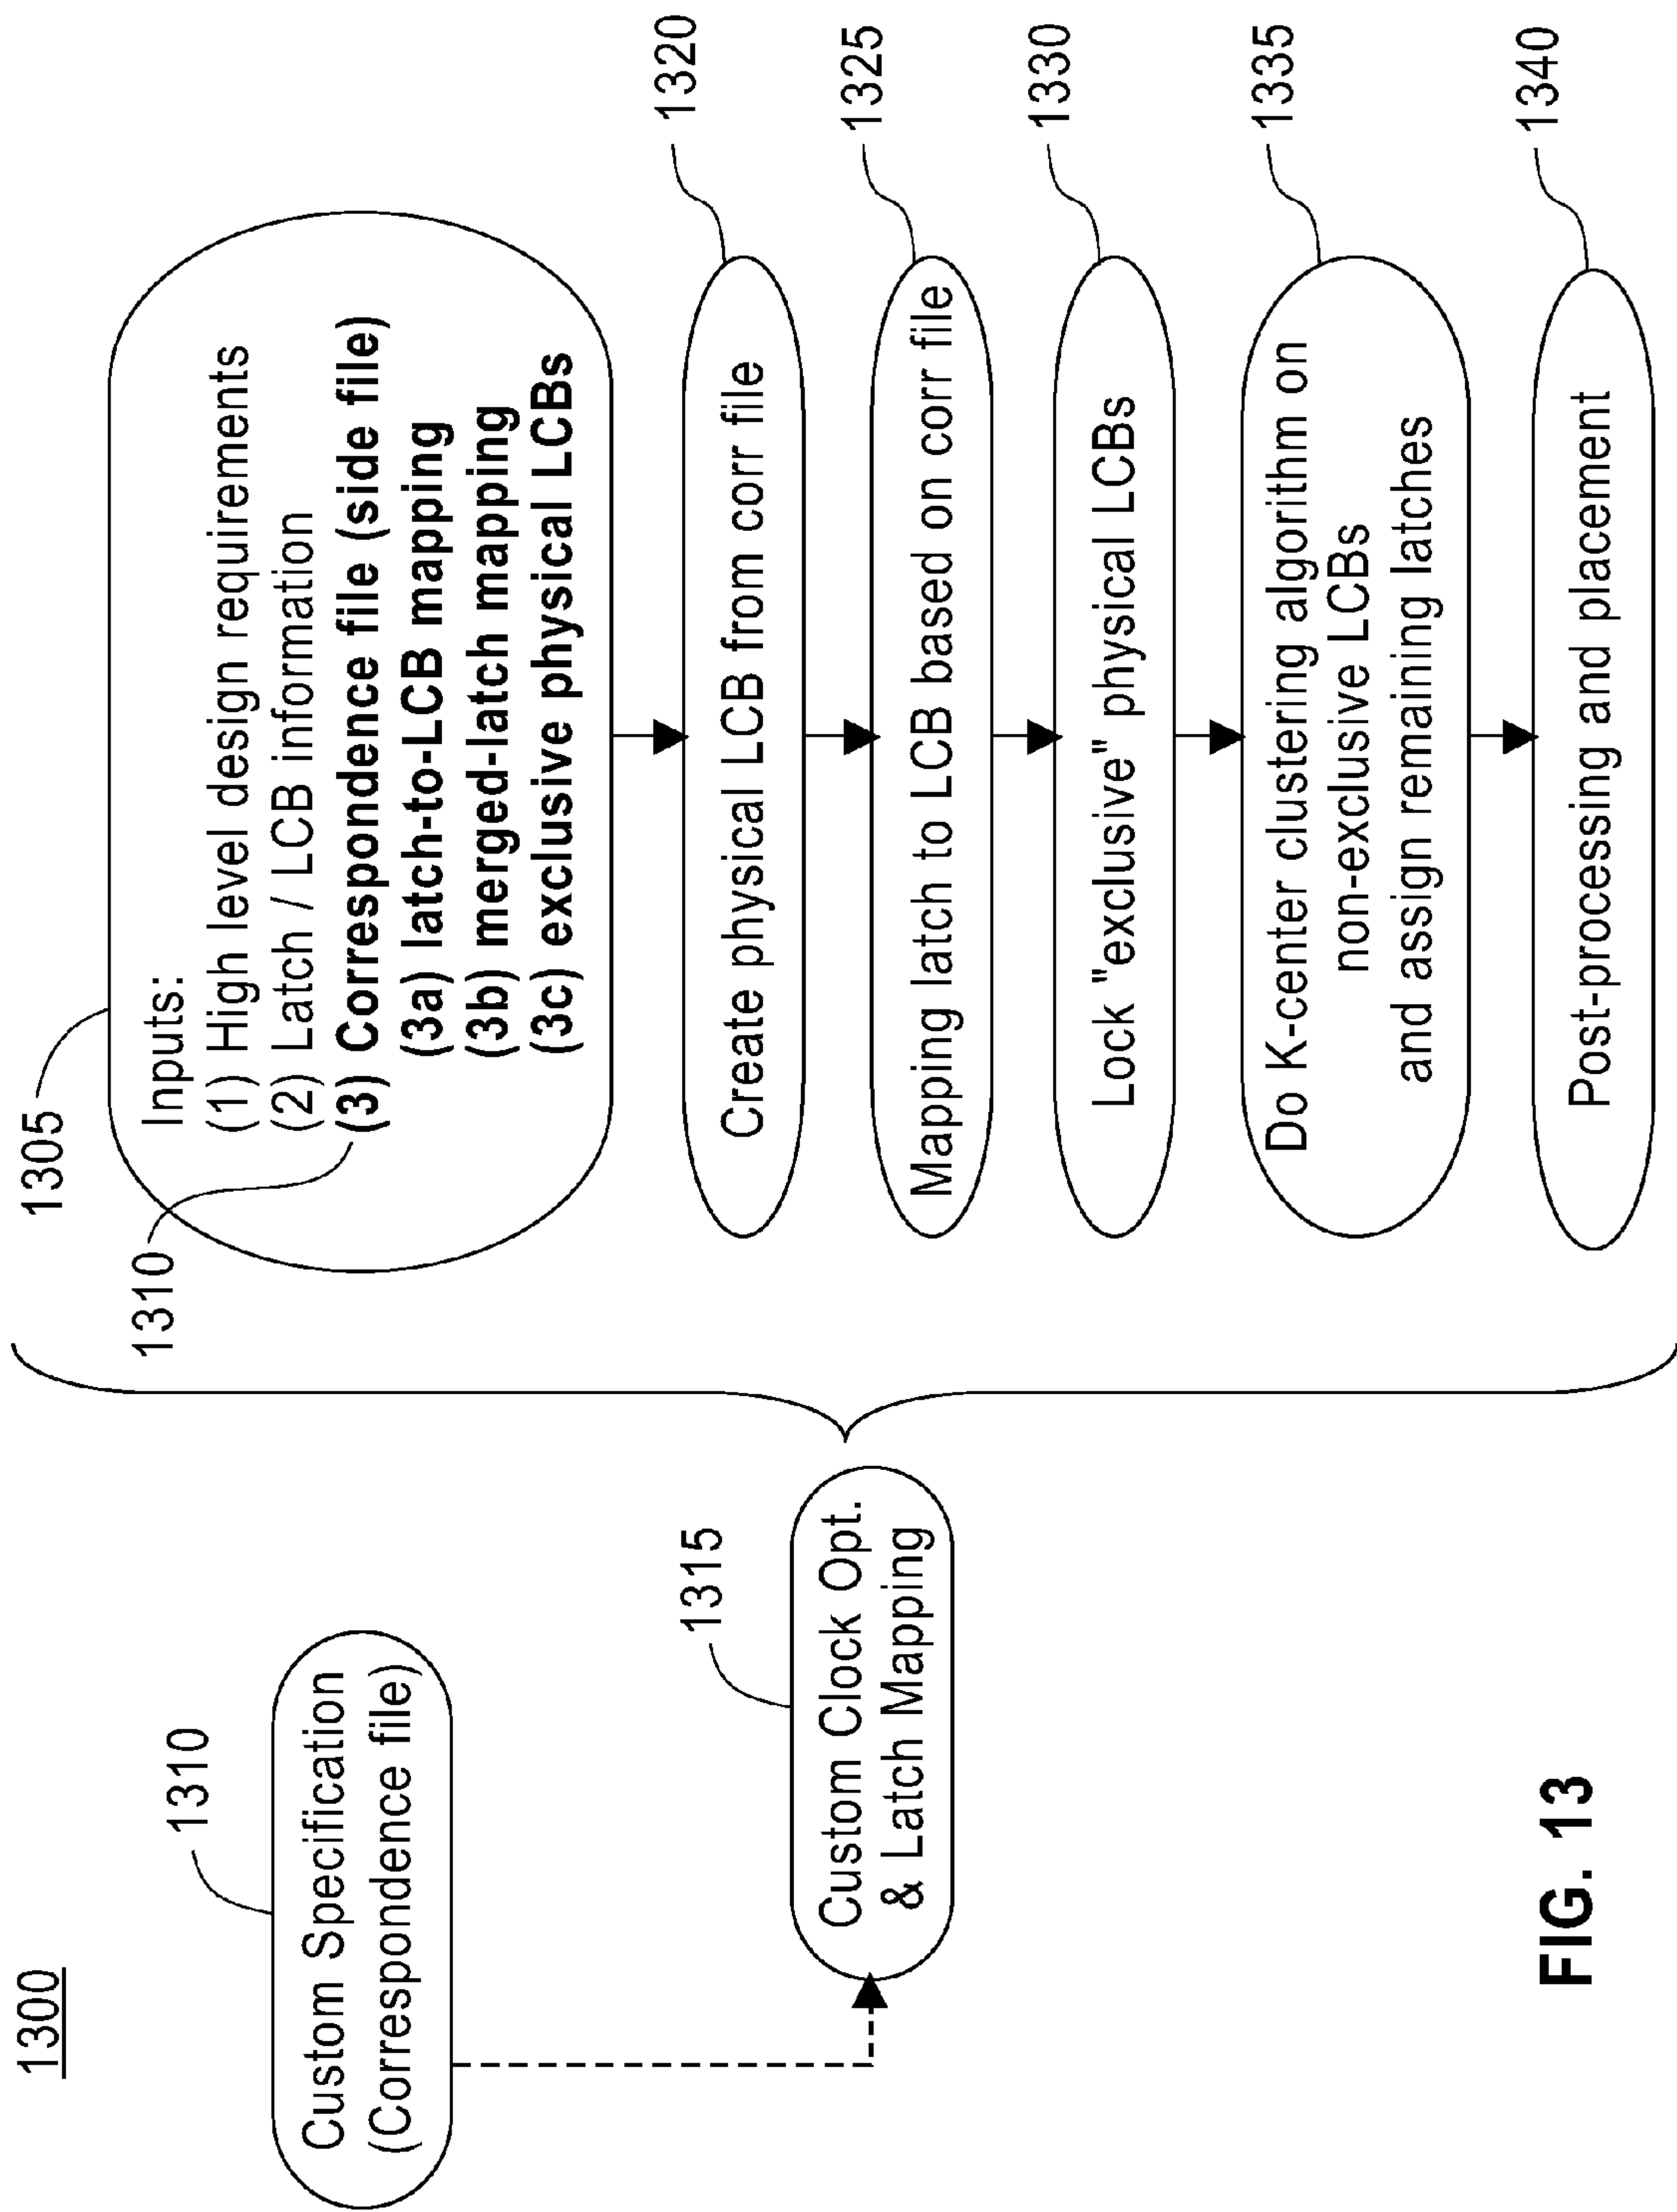 1300
1310
Custom Specification
(Correspondence file)
1315
Custom Clock Opt.
& Latch Mapping
1305
1310
Inputs:
(1) High level design requirements
(2) Latch / LCB information
(3) Correspondence file (side file)
(3a) latch-to-LCB mapping
(3b) merged-latch mapping
(3c) exclusive physical LCBs
1320
Create physical LCB from corr file
1325
Mapping latch to LCB based on corr file
1330
Lock "exclusive" physical LCBs
1335
Do K-center clustering algorithm on
non-exclusive LCBs
and assign remaining latches
1340
Post-processing and placement
FIG. 13